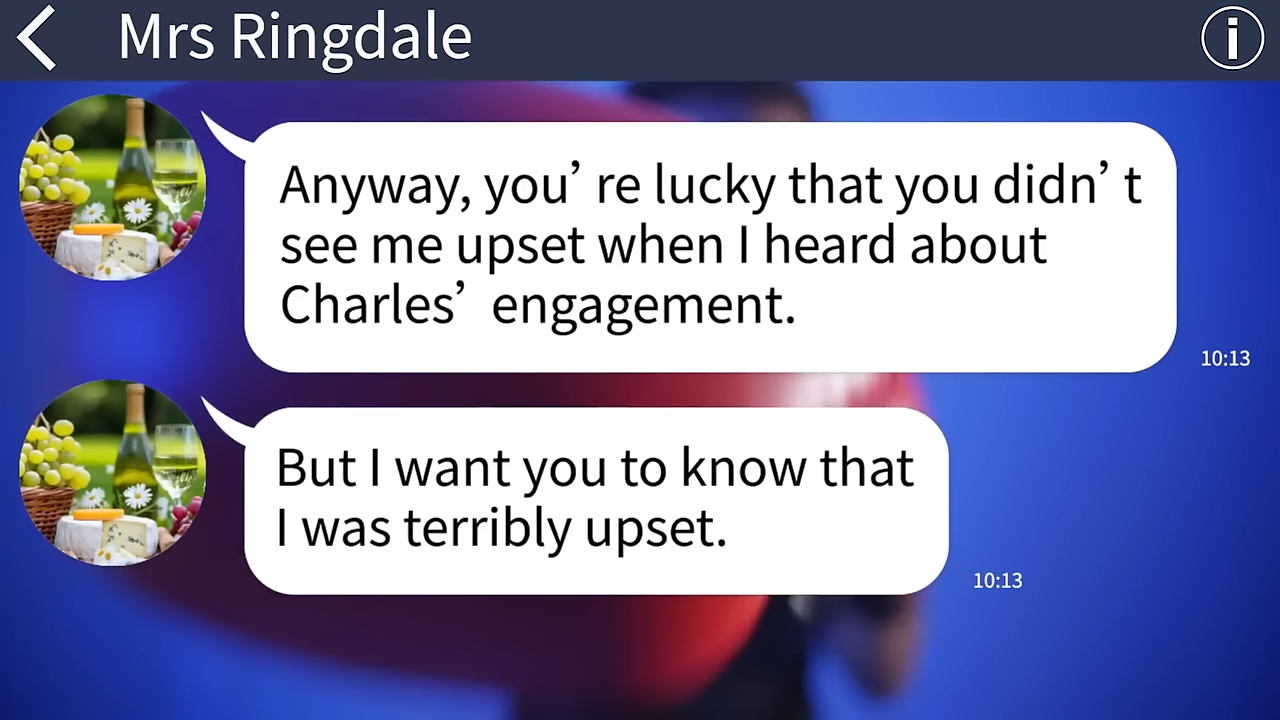 Mrs Ringdale
Anyway, you’re lucky that you didn’t
see me upset when I heard about
Charles’ engagement.
10:13
But I want you to know that
I was terribly upset.
10:13